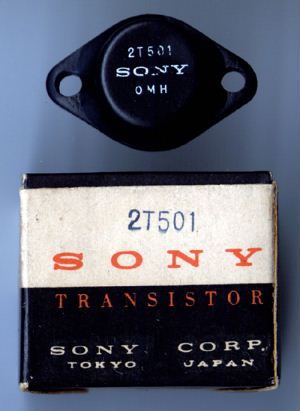 2T501
SONY
OMH
2T501
SONY
TRANSISTOR
SONY CORP.
TOKYO JAPAN